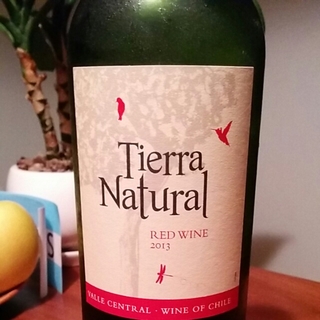 Tierra
Natural
RED WINE
2013
VALLE CENTRAL - WINE OF CHILE
S